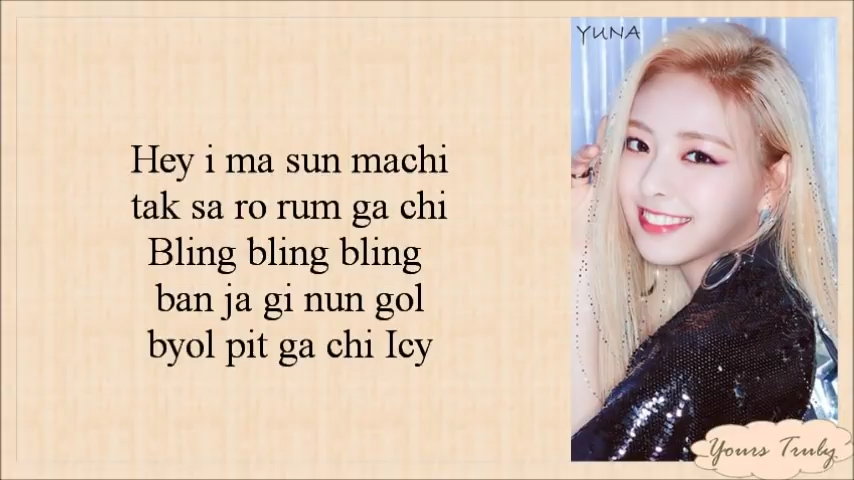 YUNA
Hey i ma sun machi
tak sa ro rum ga chi
Bling bling bling
ban ja gi nun gol
byol pit ga chi Icy
Yours Truly